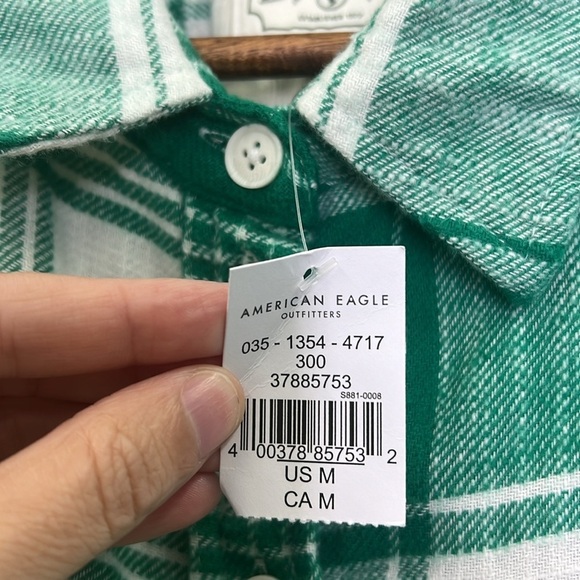 AMERICAN EAGLE
OUTFITTERS
035 - 1354 - 4717
300
37885753
S881-0008
4 00378 85753 2
US M
CA M